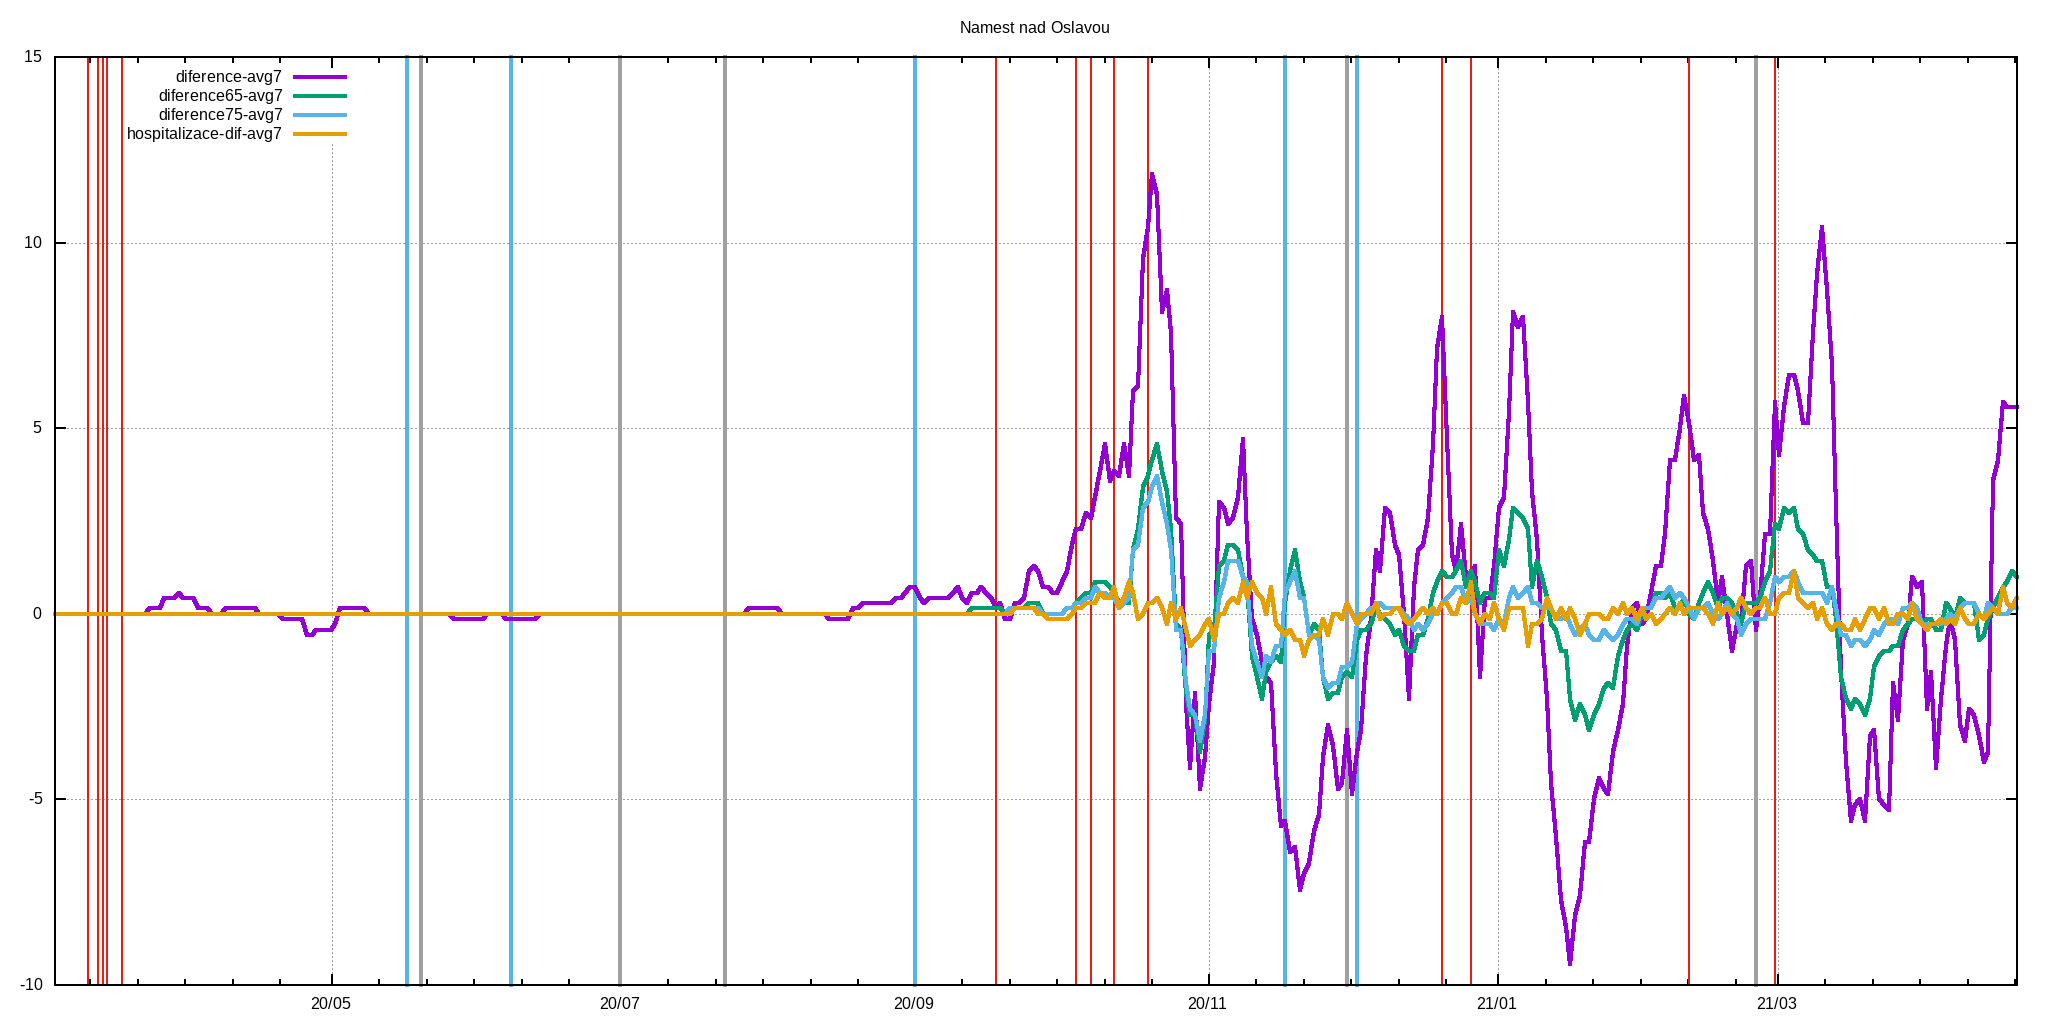 Namest nad Oslavou
15
10
5
0
-5
-10
diference-avg7
diference65-avg7
diference75-avg7
hospitalizace-dif-avg7
20/05
20/07
20/09
20/11
21/01
21/03